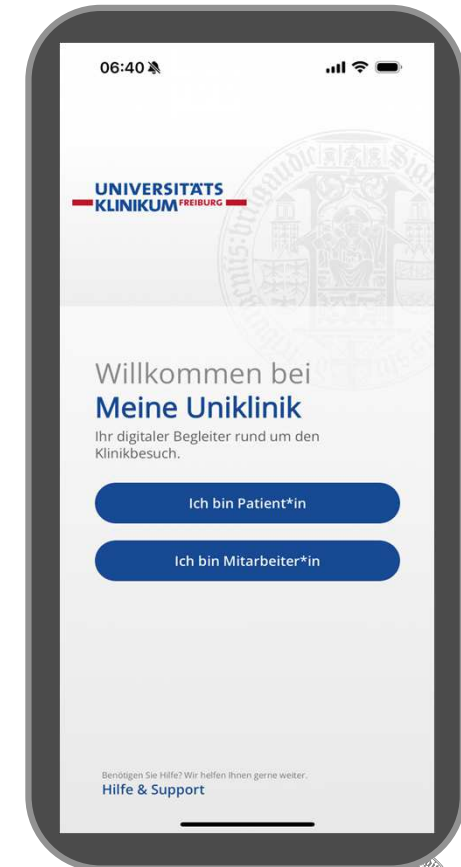 06:40
UNIVERSITÄTS
KLINIKUM FREIBURG
Willkommen bei
Meine Uniklinik
Ihr digitaler Begleiter rund um den
Klinikbesuch.
Ich bin Patient*in
Ich bin Mitarbeiter*in
Benötigen Sie Hilfe? Wir helfen Ihnen gerne weiter.
Hilfe & Support